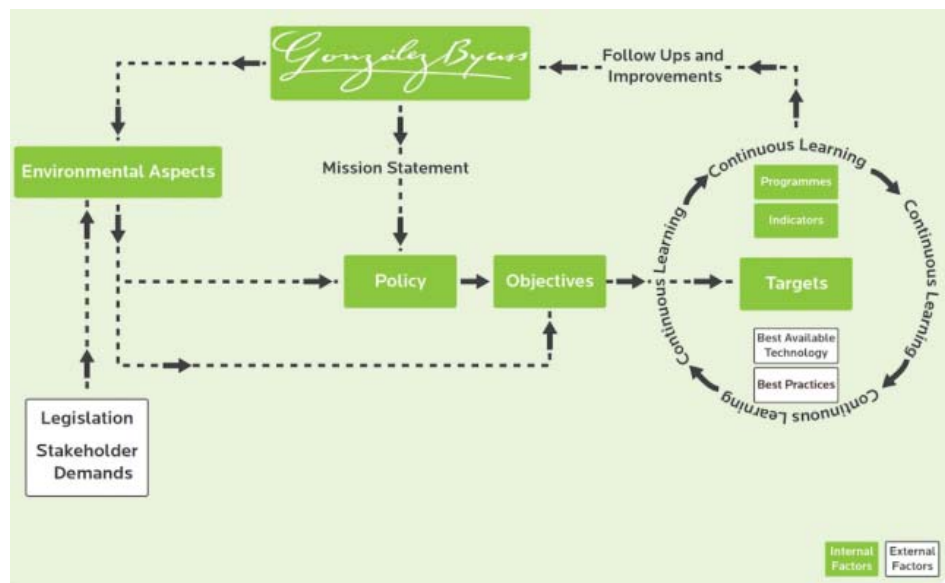 González Byass
Follow Ups and
Improvements
Environmental Aspects
Mission Statement
Continuous Learning
Continuous Learning
Continuous Learning
Continuous Learning
Programmes
Indicators
Policy
Objectives
Targets
Best Available
Technology
Best Practices
Continuous Learning
Legislation
Stakeholder
Demands
Internal
Factors
External
Factors